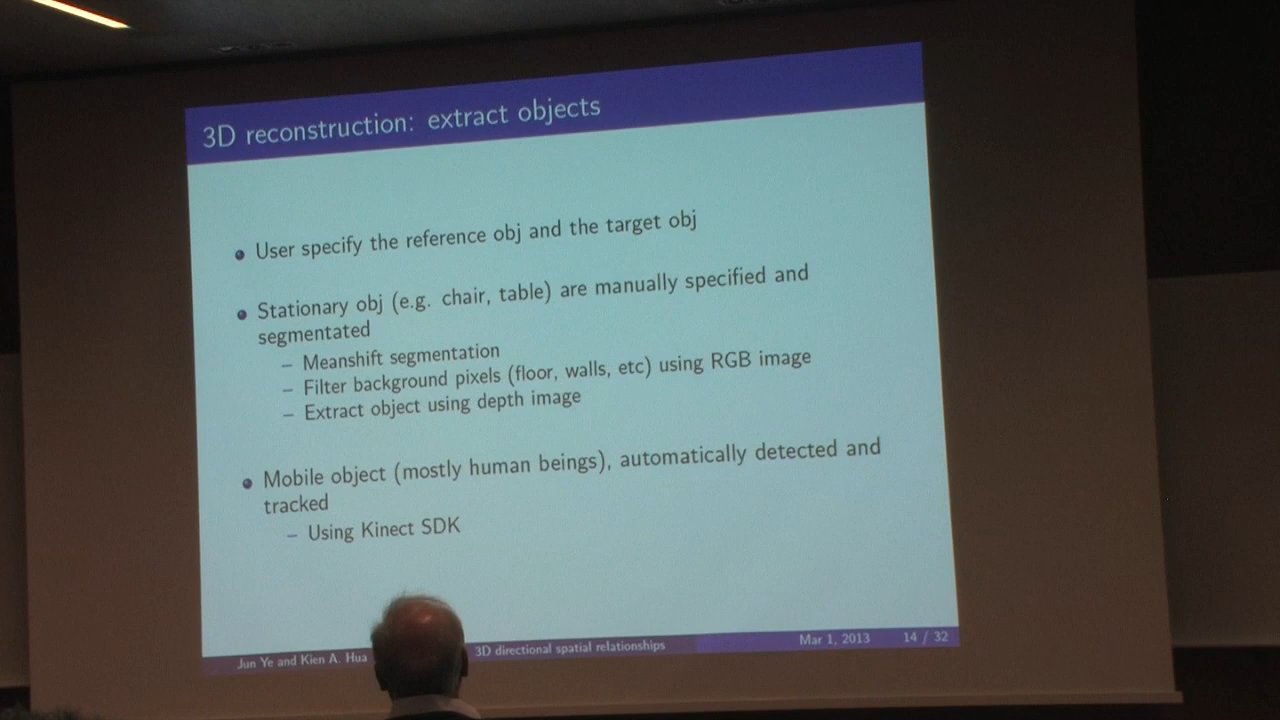 3D reconstruction: extract objects
User specify the reference obj and the target obj
Stationary obj (e.g. chair, table) are manually specified and
segmentated
– Meanshift segmentation
– Filter background pixels (floor, walls, etc) using RGB image
– Extract object using depth image
Mobile object (mostly human beings), automatically detected and
tracked
– Using Kinect SDK
Jun Ye and Kien A. Hua 3D directional spatial relationships Mar 1, 2013 14 / 32